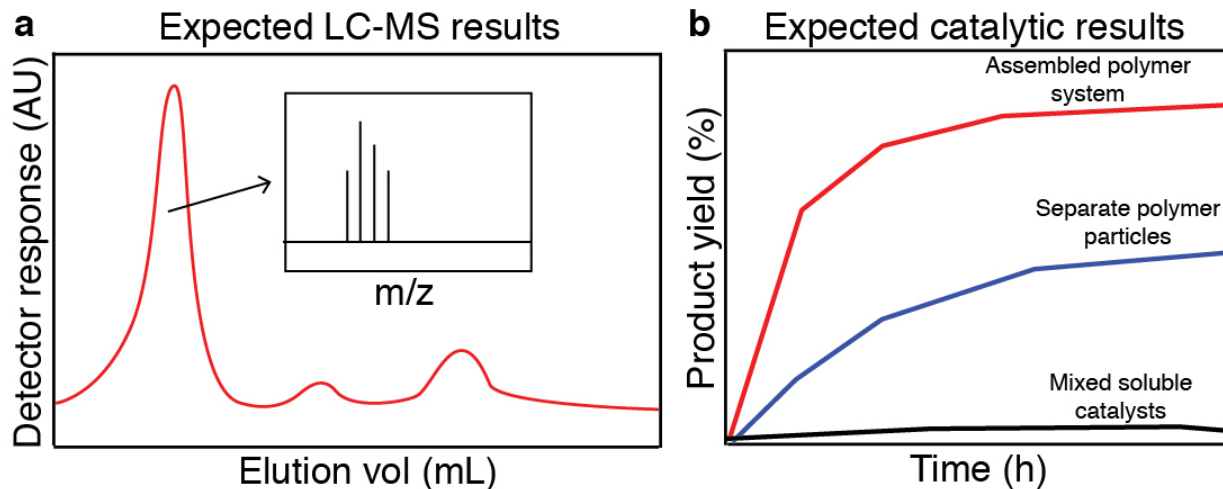 a Expected LC-MS results
Detector response (AU)
m/z
Elution vol (mL)
b Expected catalytic results
Product yield (%)
Assembled polymer
system
Separate polymer
particles
Mixed soluble
catalysts
Time (h)